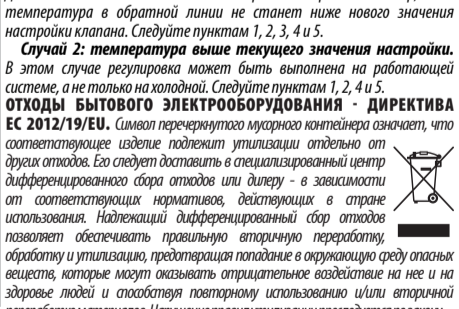 температура в обратной линии не станет ниже нового значения
настройки клапана. Следуйте пунктам 1, 2, 3, 4 и 5.
Случай 2: температура выше текущего значения настройки.
В этом случае регулировка может быть выполнена на работающей
системе, а не только на холодной. Следуйте пунктам 1, 2, 4 и 5.
ОТХОДЫ БЫТОВОГО ЭЛЕКТРООБОРУДОВАНИЯ - ДИРЕКТИВА
ЕС 2012/19/EU. Символ перечеркнутого мусорного контейнера означает, что
соответствующее изделие подлежит утилизации отдельно от
других отходов. Его следует доставить в специализированный центр
дифференцированного сбора отходов или дилеру - в зависимости
от соответствующих нормативов, действующих в стране
использования. Надлежащий дифференцированный сбор отходов
позволяет обеспечивать правильную вторичную переработку,
обработку и утилизацию, предотвращая попадание в окружающую среду опасных
веществ, которые могут оказывать отрицательное воздействие на нее и на
здоровье людей и способствуя повторному использованию и/или вторичной